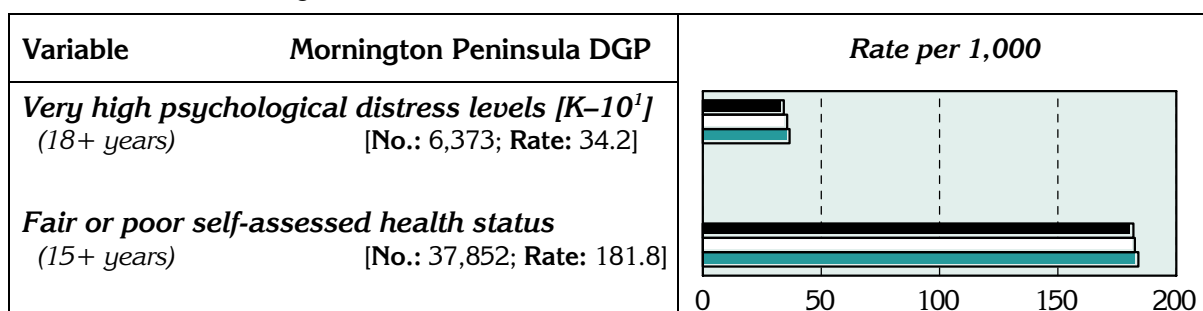 Variable Mornington Peninsula DGP Rate per 1,000
Very high psychological distress levels [K–10¹]
(18+ years) [No.: 6,373; Rate: 34.2]
Fair or poor self-assessed health status
(15+ years) [No.: 37,852; Rate: 181.8]
0 50 100 150 200